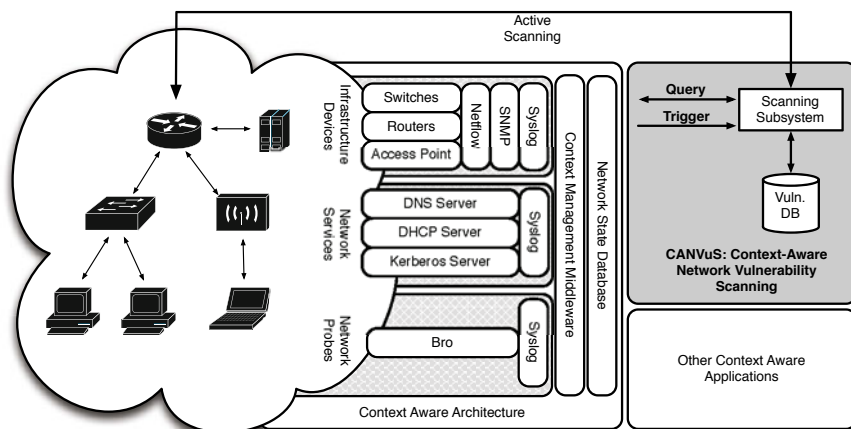 Active
Scanning
Infrastructure
Devices
Switches
Routers
Access Point
Netflow
SNMP
Syslog
Network
Services
DNS Server
DHCP Server
Kerberos Server
Syslog
Network
Probes
Bro
Syslog
Context Management Middleware
Network State Database
Context Aware Architecture
Query
Trigger
Scanning
Subsystem
Vuln.
DB
CANVuS: Context-Aware
Network Vulnerability
Scanning
Other Context Aware
Applications